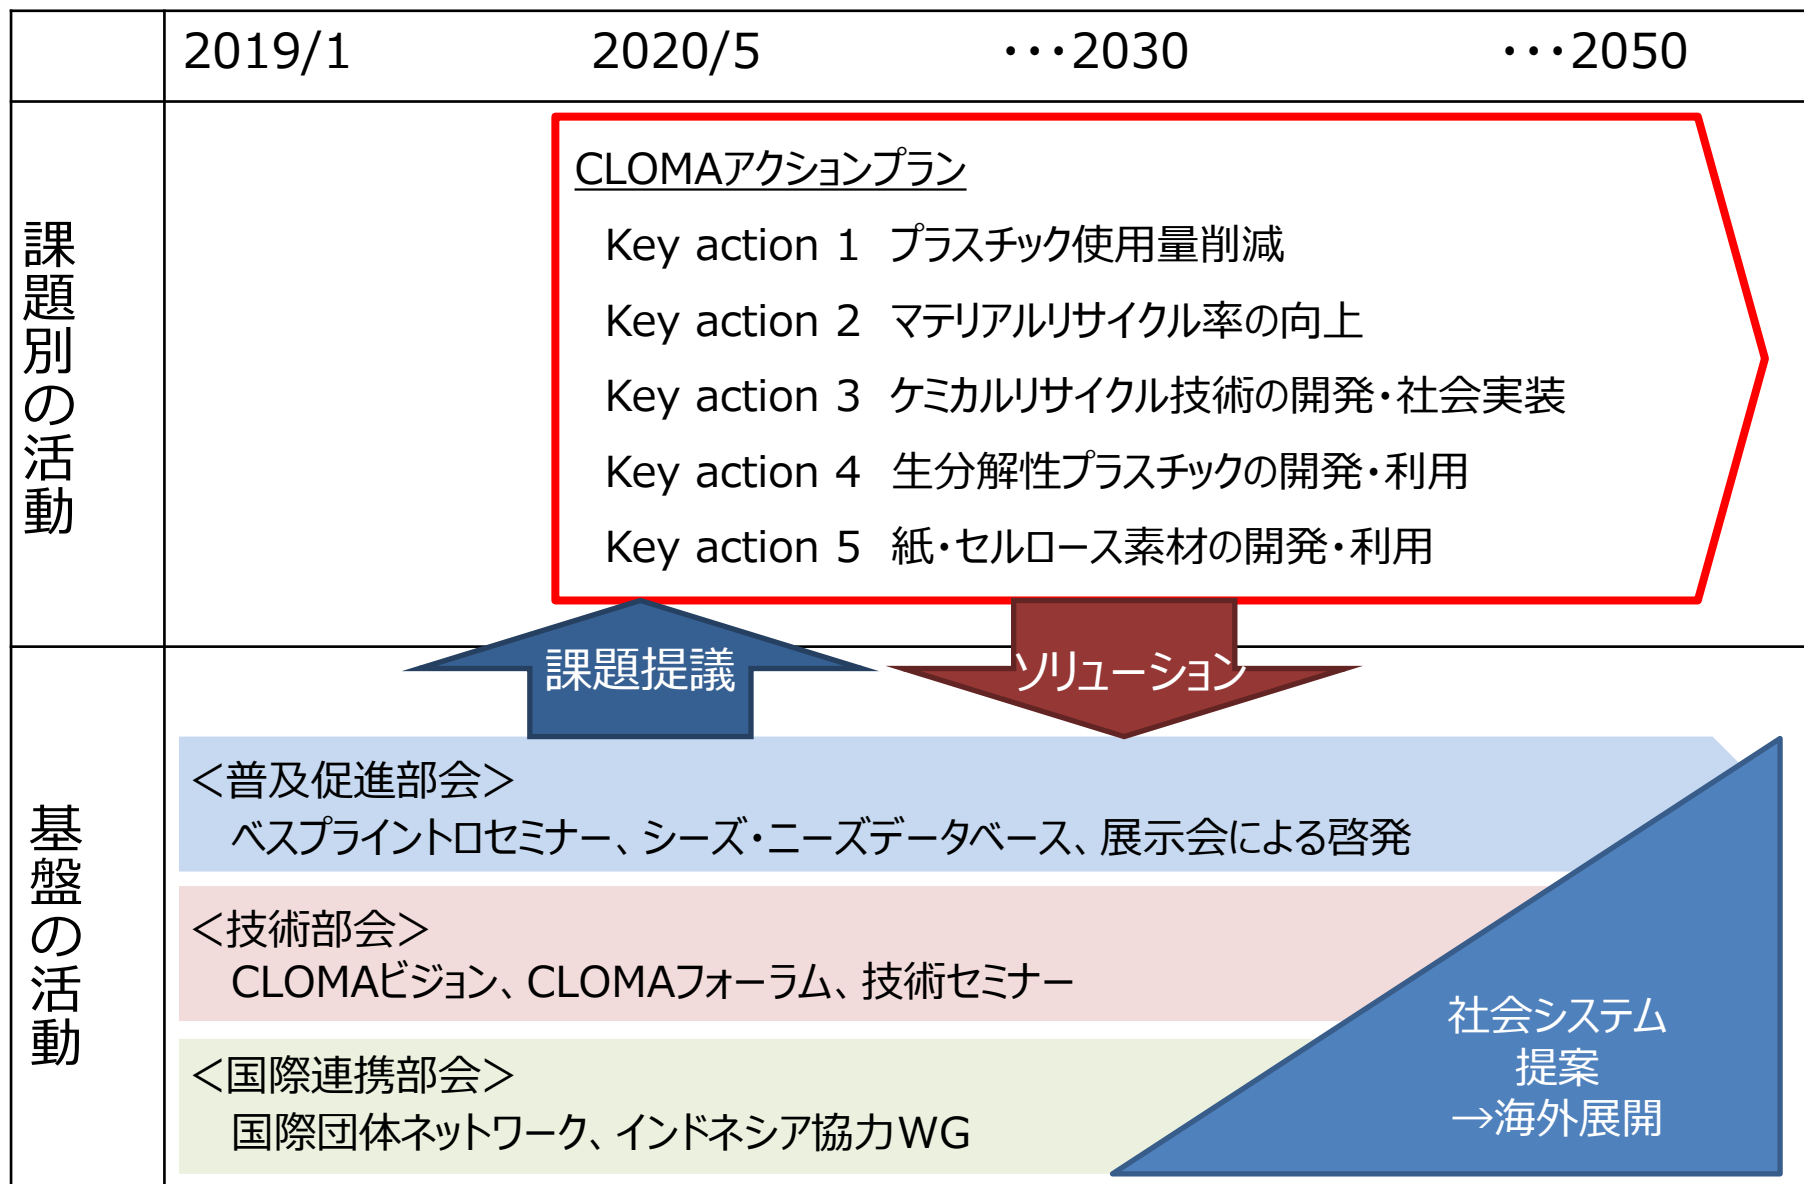 2019/1 2020/5 ・・・2030 ・・・2050
課題別の活動
CLOMAアクションプラン
Key action 1 プラスチック使用量削減
Key action 2 マテリアルリサイクル率の向上
Key action 3 ケミカルリサイクル技術の開発・社会実装
Key action 4 生分解性プラスチックの開発・利用
Key action 5 紙・セルロース素材の開発・利用
課題提議
ソリューション
基盤の活動
＜普及促進部会＞
ベスプライントロセミナー、シーズ・ニーズデータベース、展示会による啓発
＜技術部会＞
CLOMAビジョン、CLOMAフォーラム、技術セミナー
＜国際連携部会＞
国際団体ネットワーク、インドネシア協力WG
社会システム
提案
→海外展開